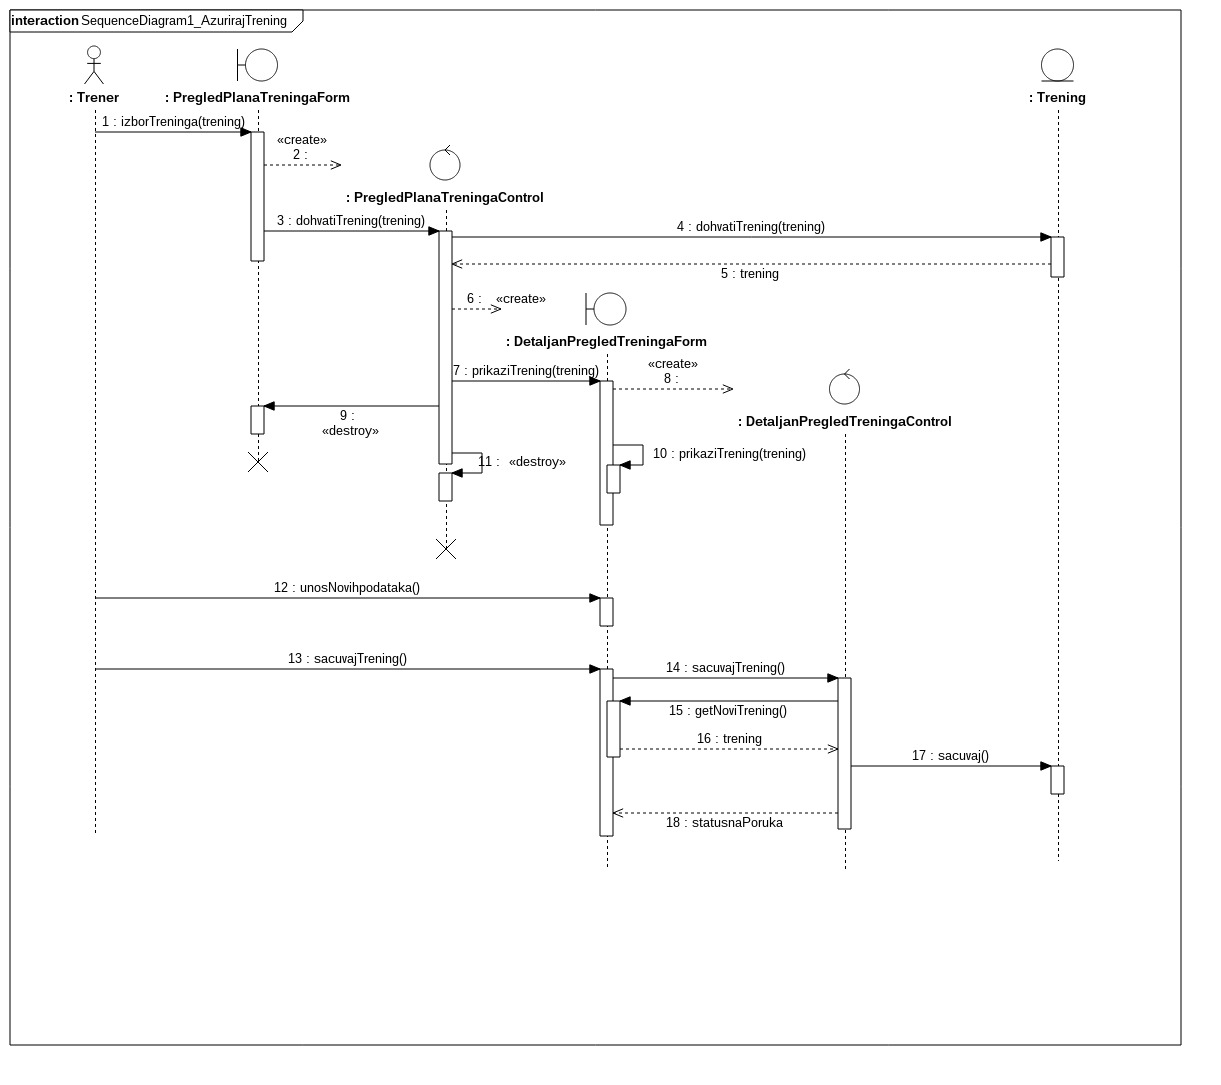 interaction SequenceDiagram1_AzurirajTrening
: Trener
: PregledPlanaTreningaForm
: Trening
1 : izborTreninga(trening)
«create»
2 :
: PregledPlanaTreningaControl
3 : dohvatiTrening(trening)
4 : dohvatiTrening(trening)
5 : trening
6 : «create»
: DetaljanPregledTreningaForm
7 : prikaziTrening(trening)
«create»
8 :
9 :
«destroy»
: DetaljanPregledTreningaControl
10 : prikaziTrening(trening)
11 : «destroy»
12 : unosNovihpodataka()
13 : sacuvajTrening()
14 : sacuvajTrening()
15 : getNoviTrening()
16 : trening
17 : sacuvaj()
18 : statusnaPoruka